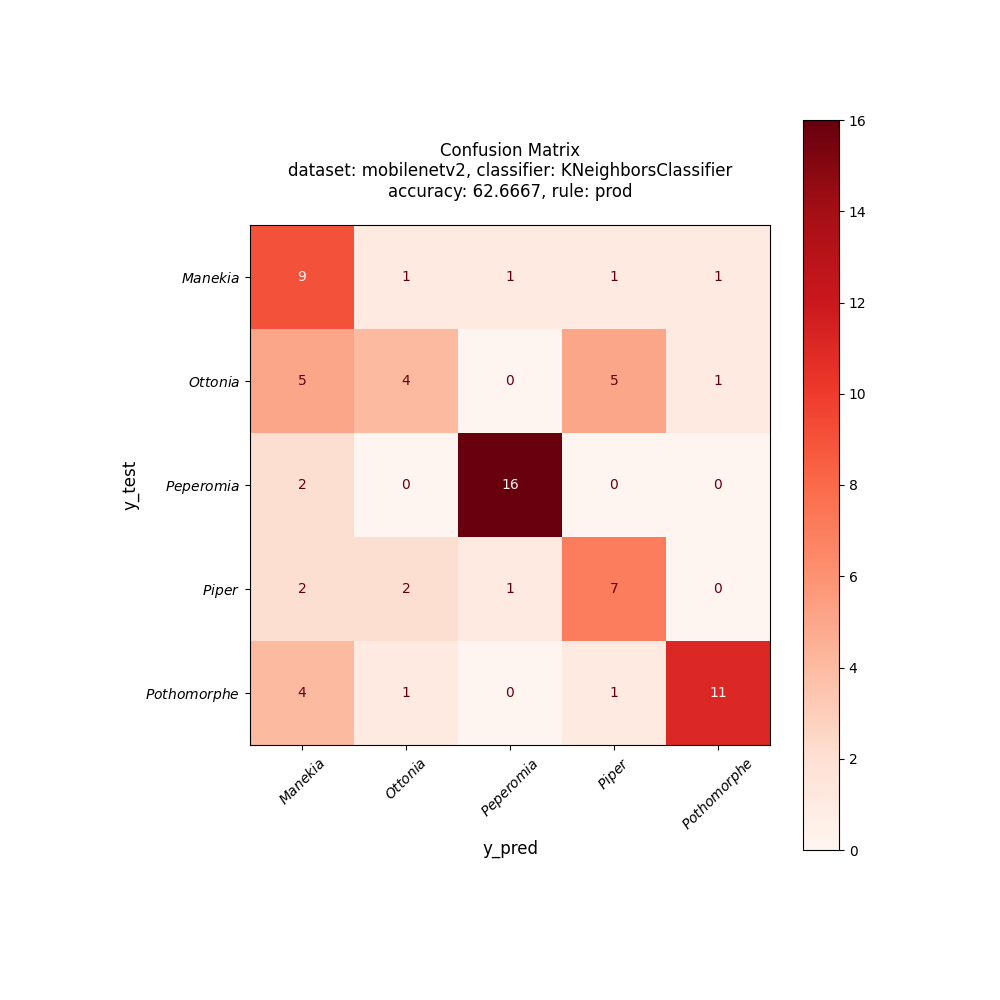 Confusion Matrix
dataset: mobilenetv2, classifier: KNeighborsClassifier
accuracy: 62.6667, rule: prod
Manekia 9 1 1 1 1
Ottonia 5 4 0 5 1
Peperomia 2 0 16 0 0
Piper 2 2 1 7 0
Pothomorphe 4 1 0 1 11
Manekia Ottonia Peperomia Piper Pothomorphe
y_pred
y_test
16
14
12
10
8
6
4
2
0